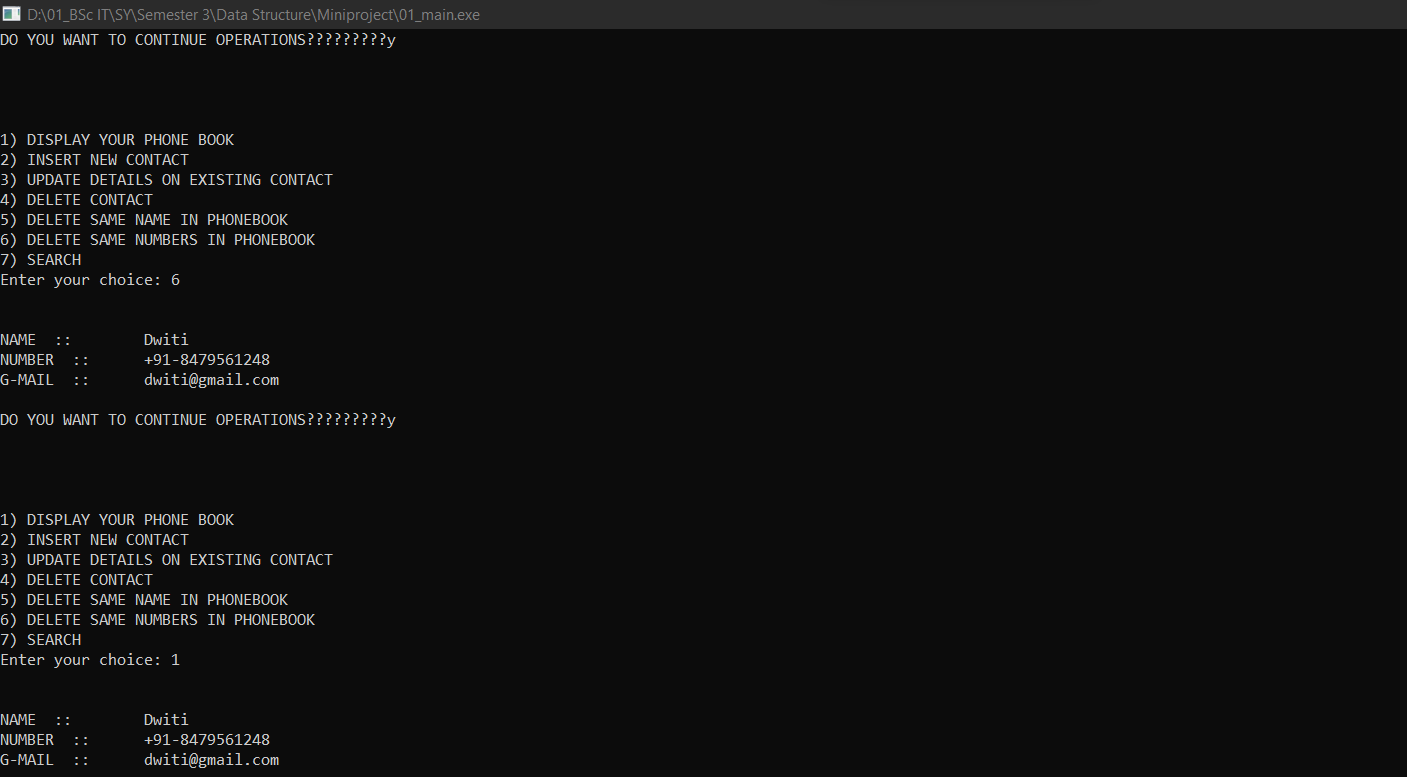 D:\01_BSc IT\SY\Semester 3\Data Structure\Miniproject\01_main.exe
DO YOU WANT TO CONTINUE OPERATIONS?????????y
1) DISPLAY YOUR PHONE BOOK
2) INSERT NEW CONTACT
3) UPDATE DETAILS ON EXISTING CONTACT
4) DELETE CONTACT
5) DELETE SAME NAME IN PHONEBOOK
6) DELETE SAME NUMBERS IN PHONEBOOK
7) SEARCH
Enter your choice: 6
NAME  ::        Dwiti
NUMBER  ::      +91-8479561248
G-MAIL  ::      dwiti@gmail.com
DO YOU WANT TO CONTINUE OPERATIONS?????????y
1) DISPLAY YOUR PHONE BOOK
2) INSERT NEW CONTACT
3) UPDATE DETAILS ON EXISTING CONTACT
4) DELETE CONTACT
5) DELETE SAME NAME IN PHONEBOOK
6) DELETE SAME NUMBERS IN PHONEBOOK
7) SEARCH
Enter your choice: 1
NAME  ::        Dwiti
NUMBER  ::      +91-8479561248
G-MAIL  ::      dwiti@gmail.com